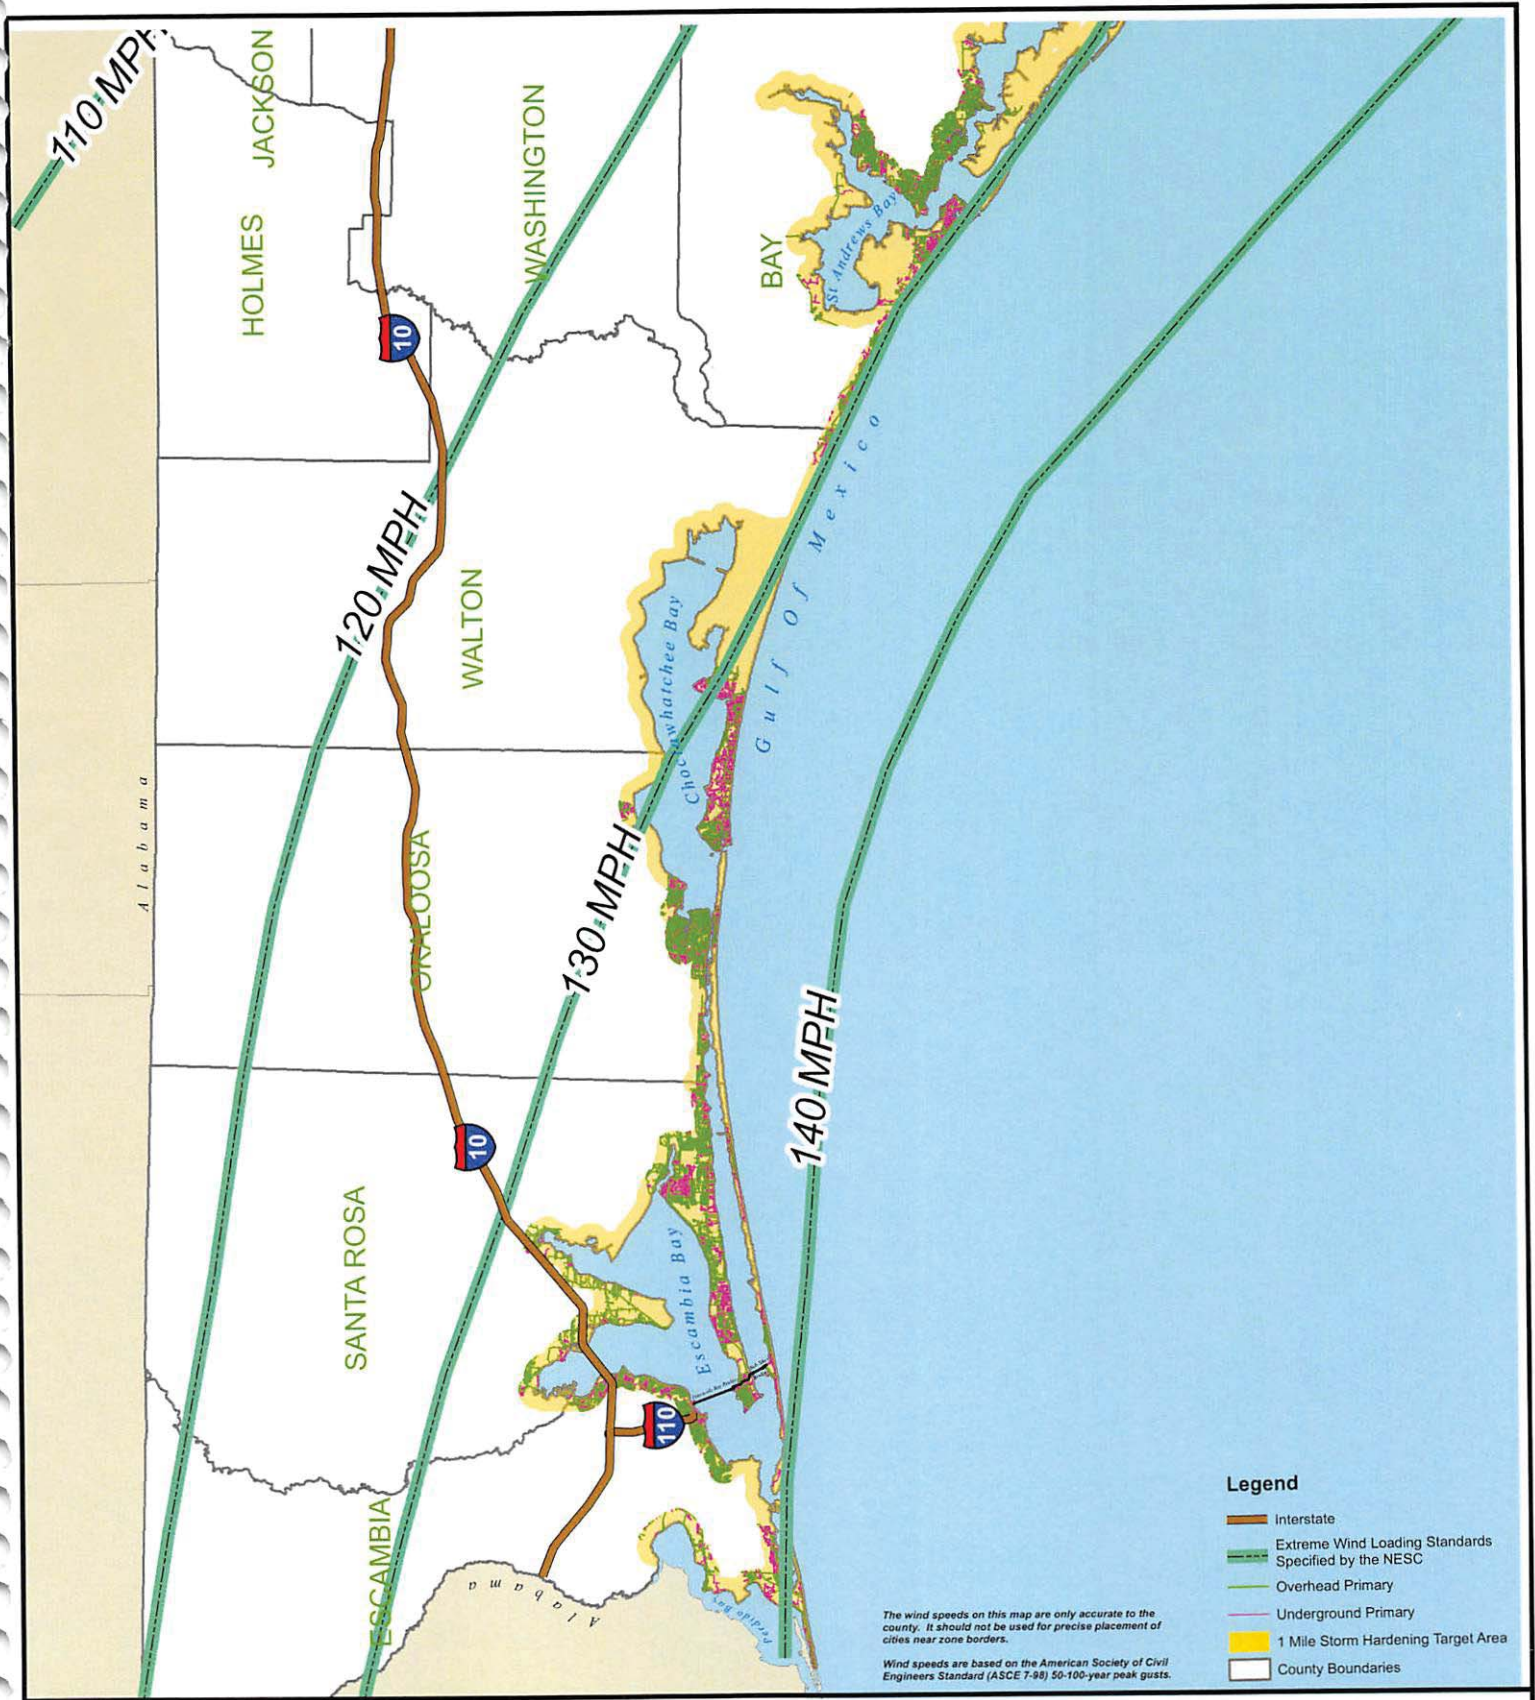 110 MPH
JACKSON
HOLMES
WASHINGTON
BAY
St Andrews Bay
10
120 MPH
WALTON
Choctawhatchee Bay
Gulf Of Mexico
Alabama
OKALOOSA
130 MPH
140 MPH
10
SANTA ROSA
Escambia Bay
110
ESCAMBIA
Alabama
Perdido Bay
Legend
Interstate
Extreme Wind Loading Standards
Specified by the NESC
Overhead Primary
Underground Primary
1 Mile Storm Hardening Target Area
County Boundaries
The wind speeds on this map are only accurate to the
county. It should not be used for precise placement of
cities near zone borders.
Wind speeds are based on the American Society of Civil
Engineers Standard (ASCE 7-98) 50-100-year peak gusts.